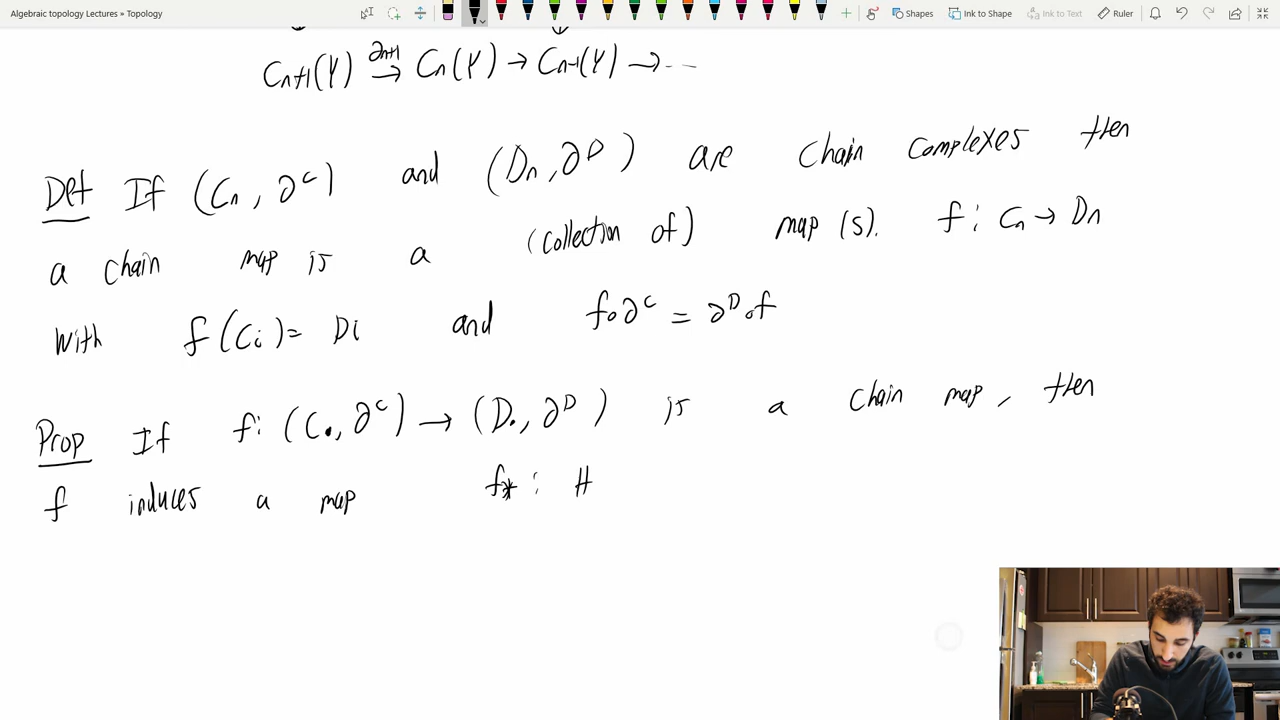 Algebraic topology Lectures » Topology
Shapes Ink to Shape Ink to Text Ruler
Cn+1(Y) ∂n+1→ Cn(Y) → Cn-1(Y) → ...
Def If (Cn, ∂^C) and (Dn, ∂^D) are chain complexes then
a chain map is a (collection of) map(s). f: Cn → Dn
with f(Ci) = Di and f∘∂^C = ∂^D∘f
Prop If f: (C•, ∂^C) → (D•, ∂^D) is a chain map, then
f induces a map f*: H